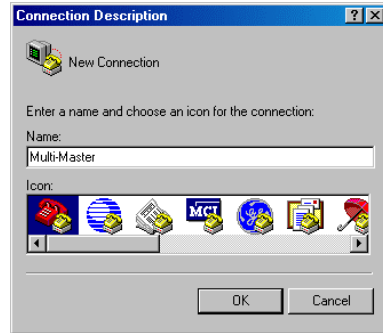 Connection Description
New Connection
Enter a name and choose an icon for the connection:
Name:
Multi-Master
Icon:
MCI
OK
Cancel